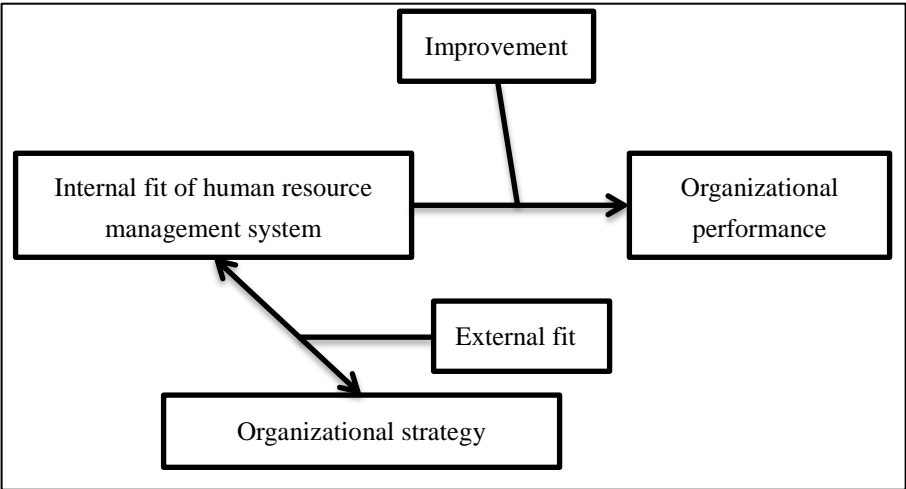 Improvement
Internal fit of human resource
management system
Organizational
performance
External fit
Organizational strategy